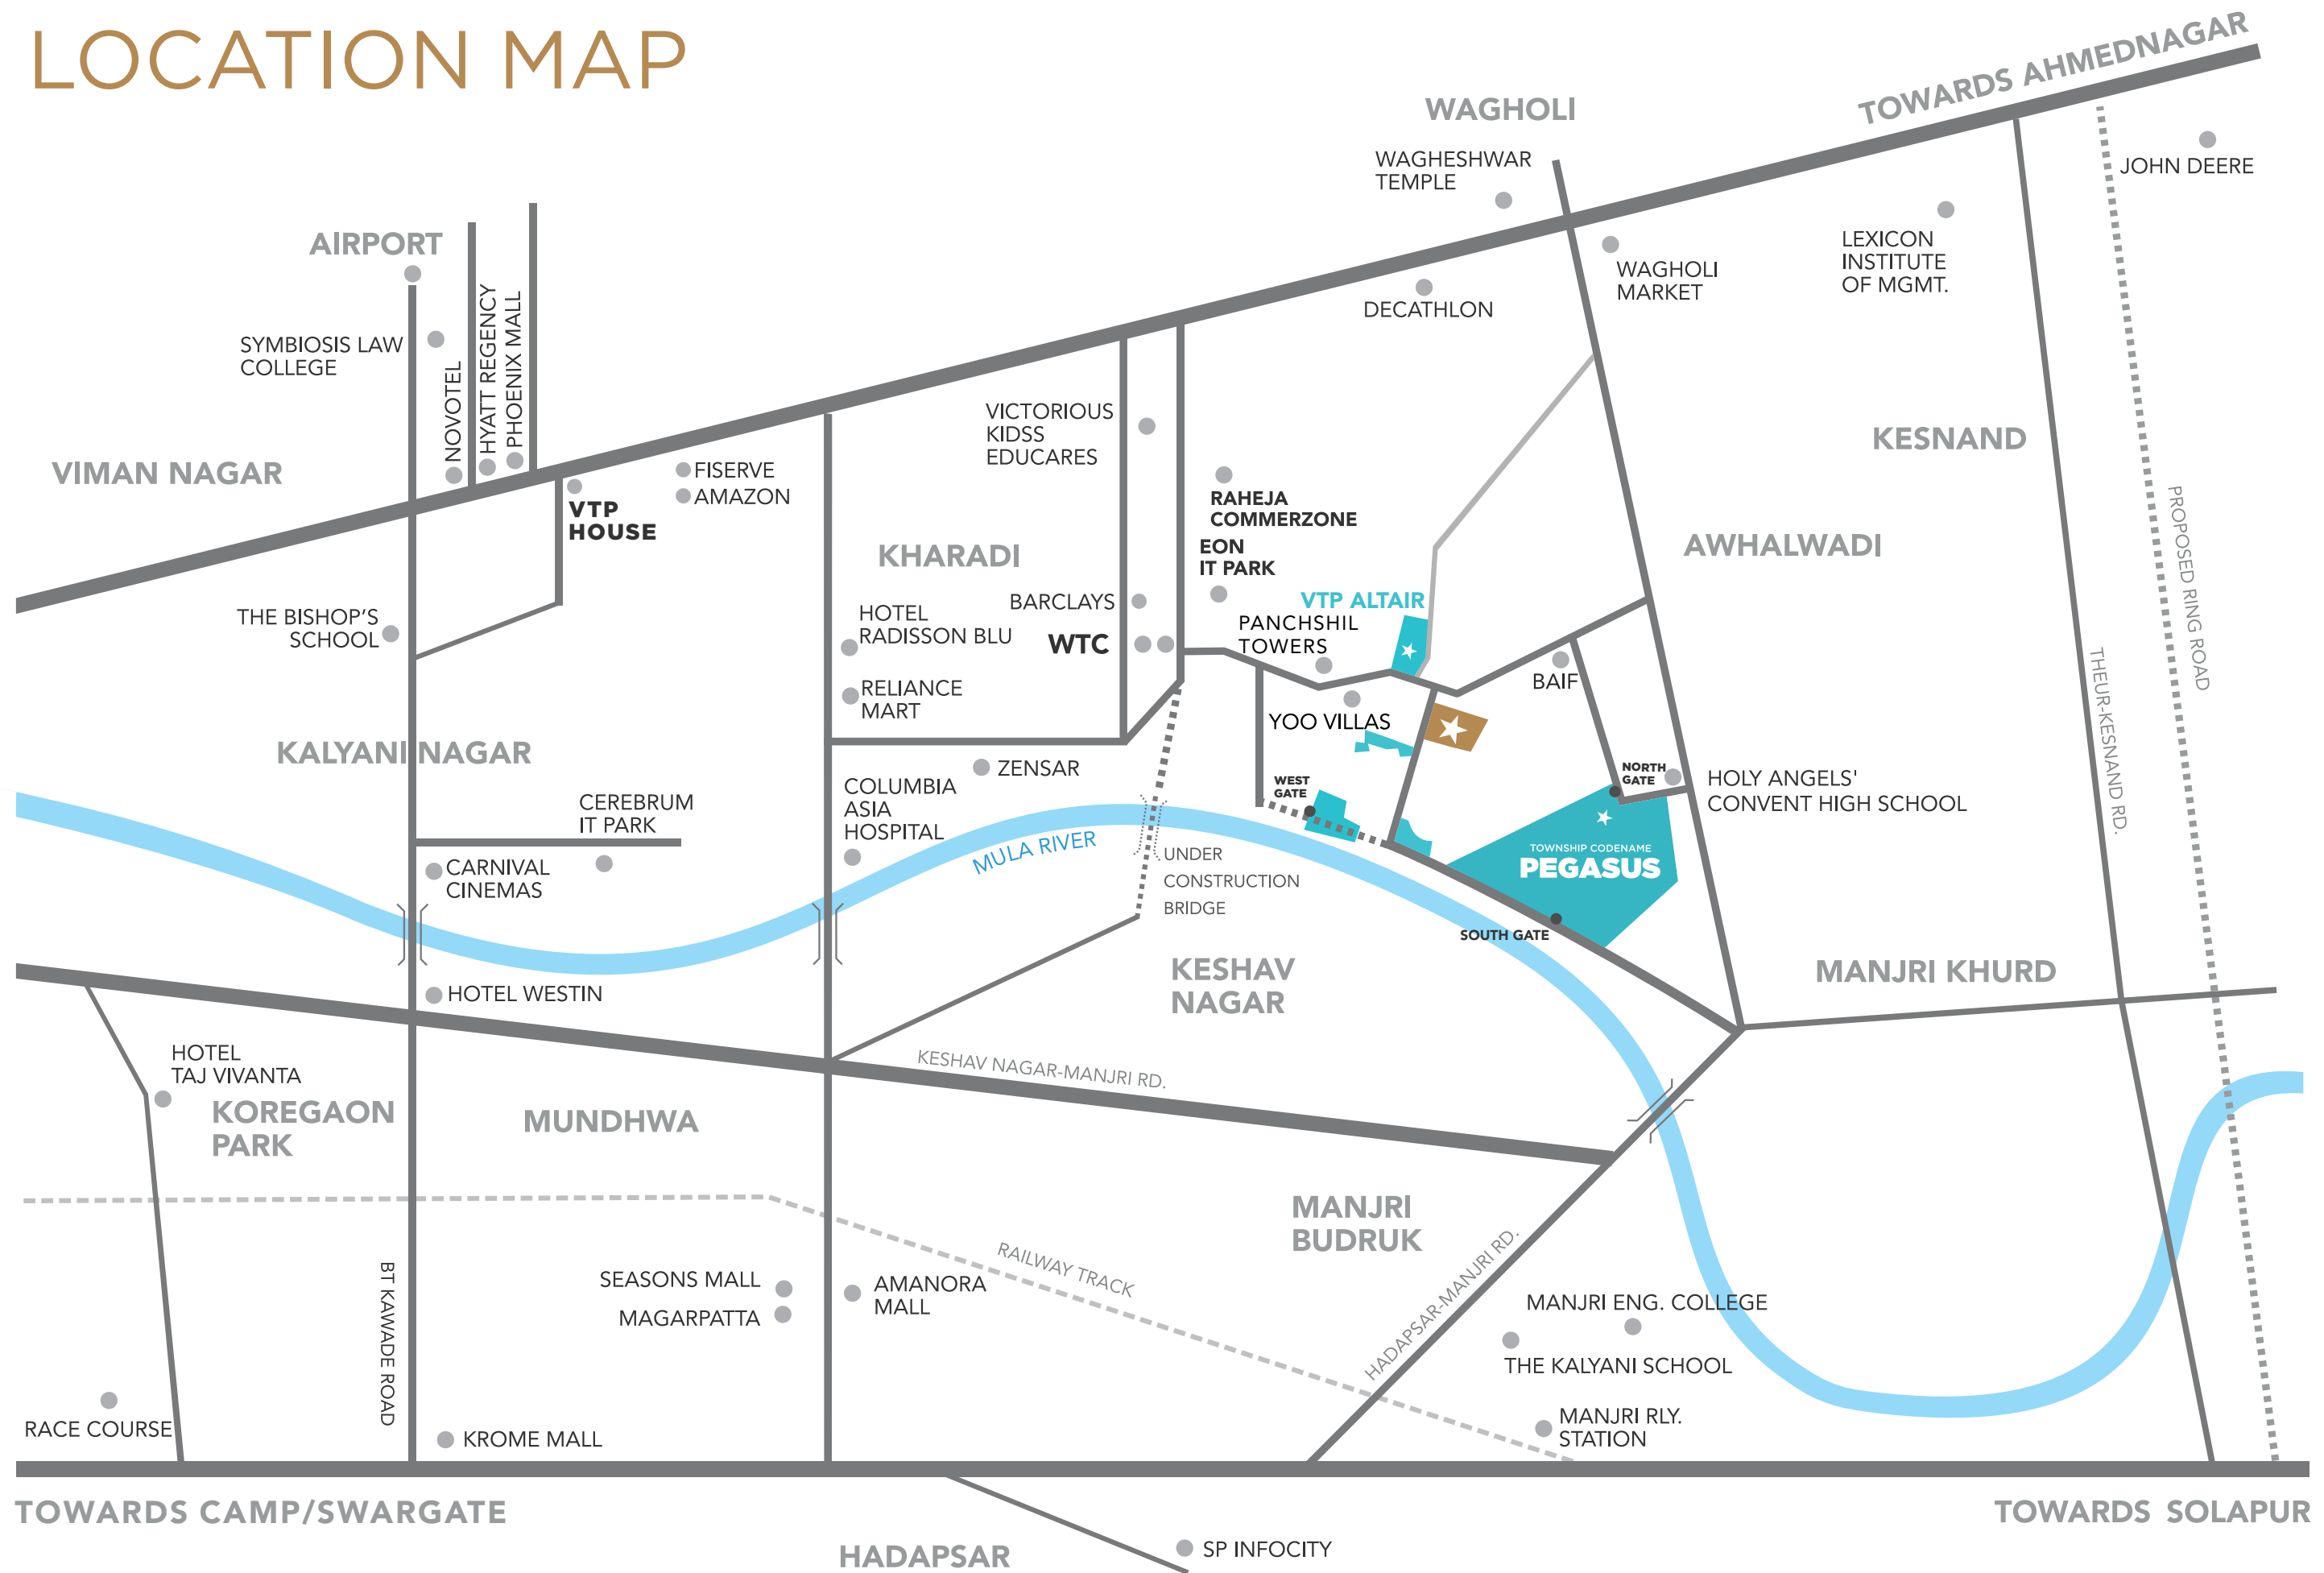 LOCATION MAP
TOWARDS AHMEDNAGAR
WAGHOLI
WAGHESHWAR
TEMPLE
JOHN DEERE
AIRPORT
LEXICON
INSTITUTE
OF MGMT.
WAGHOLI
MARKET
DECATHLON
SYMBIOSIS LAW
COLLEGE
NOVOTEL
HYATT REGENCY
PHOENIX MALL
VICTORIOUS
KIDSS
EDUCARES
KESNAND
VIMAN NAGAR
FISERVE
AMAZON
VTP
HOUSE
RAHEJA
COMMERZONE
EON
IT PARK
KHARADI
AWHALWADI
PROPOSED RING ROAD
THE BISHOP'S
SCHOOL
HOTEL
RADISSON BLU
BARCLAYS
WTC
VTP ALTAIR
PANCHSHIL
TOWERS
BAIF
THEUR-KESNAND RD.
RELIANCE
MART
YOO VILLAS
KALYANI NAGAR
ZENSAR
WEST
GATE
NORTH
GATE
HOLY ANGELS'
CONVENT HIGH SCHOOL
CEREBRUM
IT PARK
COLUMBIA
ASIA
HOSPITAL
MULA RIVER
UNDER
CONSTRUCTION
BRIDGE
TOWNSHIP CODENAME
PEGASUS
CARNIVAL
CINEMAS
SOUTH GATE
KESHAV
NAGAR
MANJRI KHURD
HOTEL WESTIN
HOTEL
TAJ VIVANTA
KESHAV NAGAR-MANJRI RD.
KOREGAON
PARK
MUNDHWA
MANJRI
BUDRUK
RAILWAY TRACK
HADAPSAR-MANJRI RD.
BT KAWADE ROAD
SEASONS MALL
MAGARPATTA
AMANORA
MALL
MANJRI ENG. COLLEGE
THE KALYANI SCHOOL
RACE COURSE
KROME MALL
MANJRI RLY.
STATION
TOWARDS CAMP/SWARGATE
TOWARDS SOLAPUR
HADAPSAR
SP INFOCITY